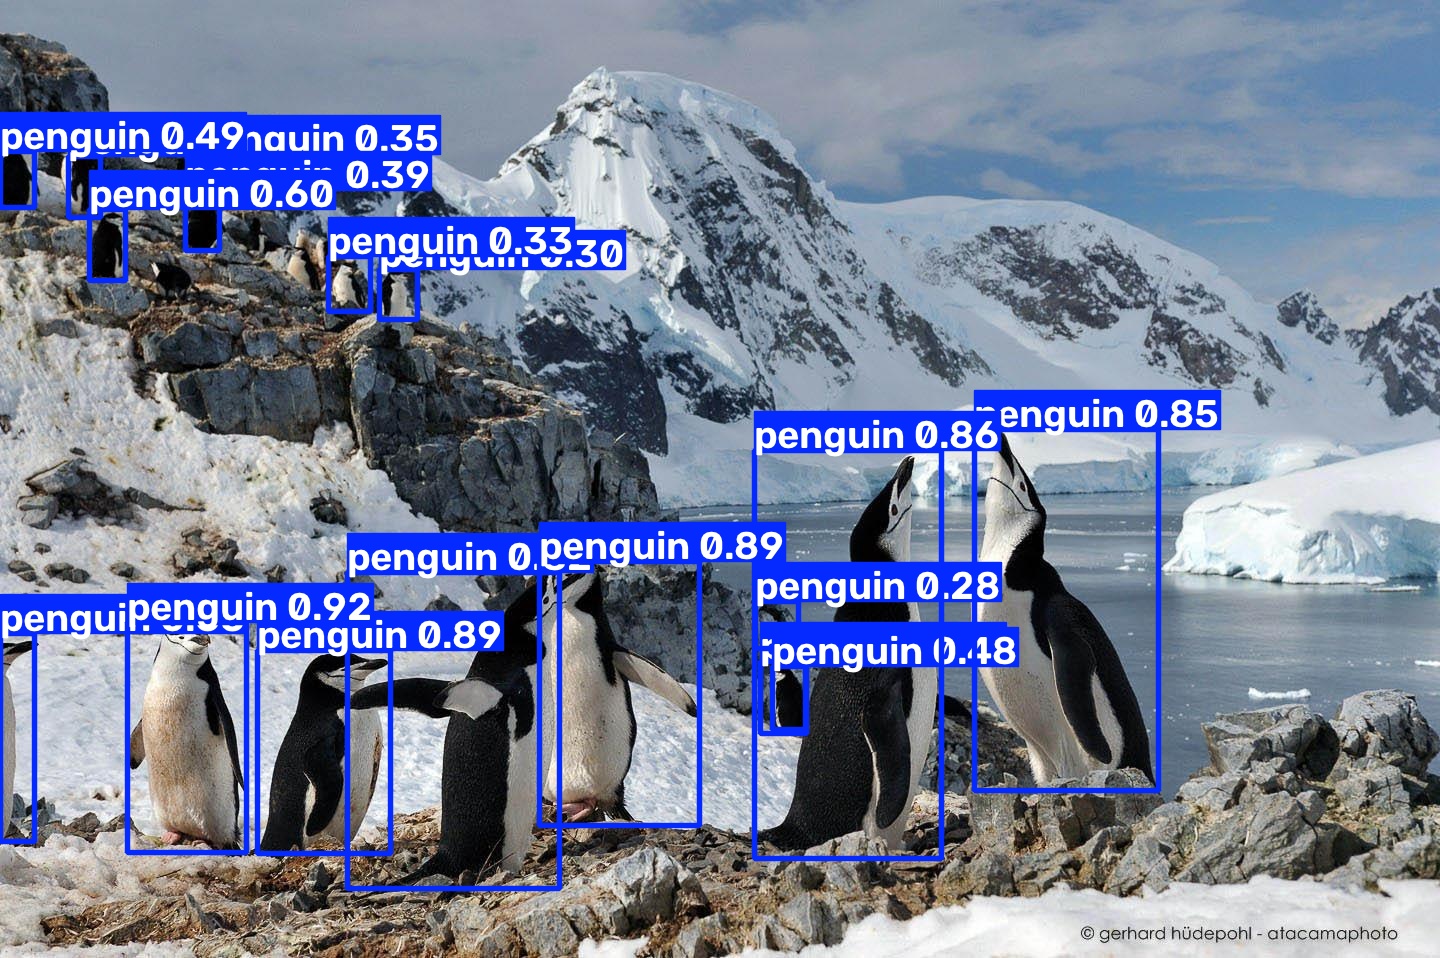 penguin 0.49
nguin 0.35
0.39
penguin 0.60
penguin 0.33
penguin 0.30
penguin 0.85
penguin 0.86
penguin 0.89
penguin 0.28
penguin 0.92
penguin 0.89
penguin 0.48
© gerhard hüdepohl - atacamaphoto